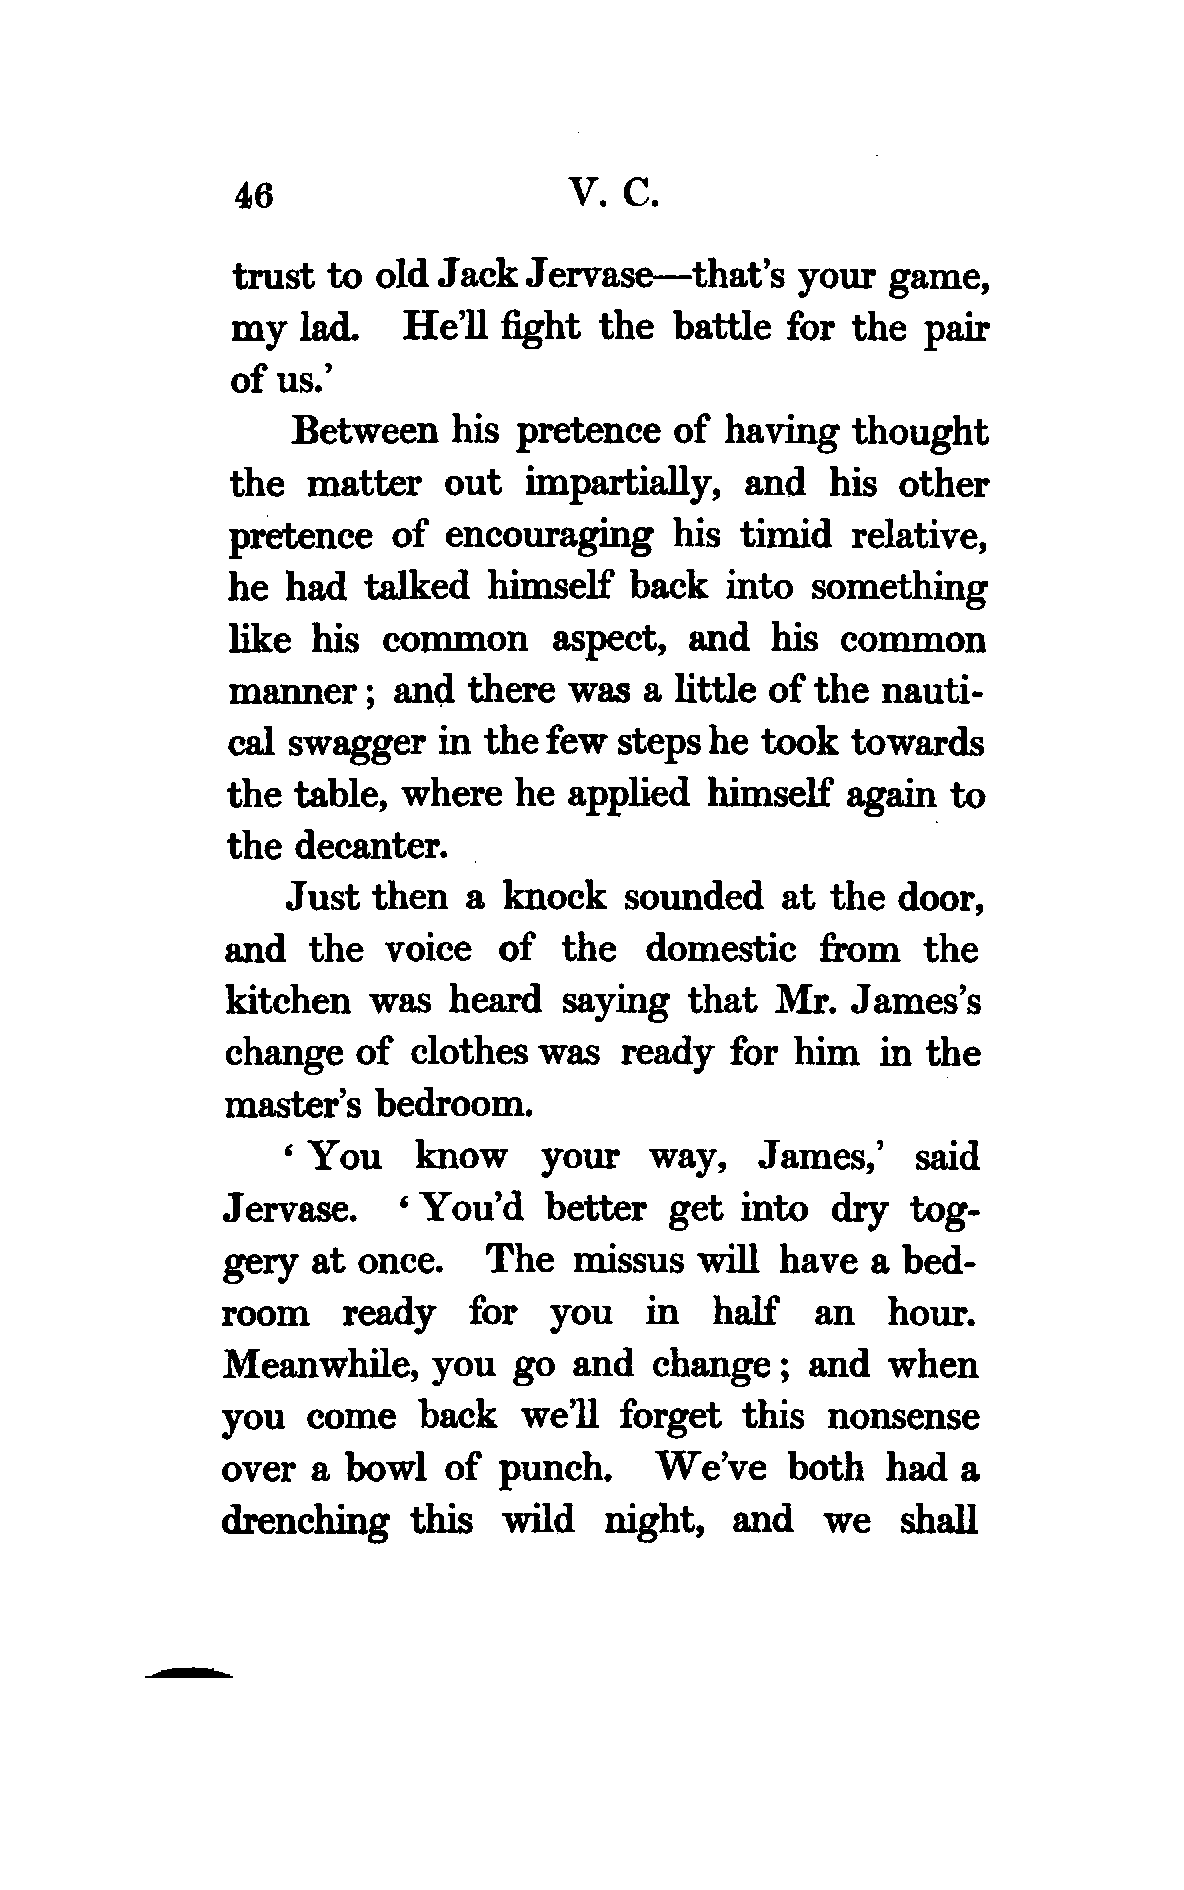 46 V. C.
trust to old Jack Jervase—that's your game,
my lad. He'll fight the battle for the pair
of us.'
Between his pretence of having thought
the matter out impartially, and his other
pretence of encouraging his timid relative,
he had talked himself back into something
like his common aspect, and his common
manner; and there was a little of the nauti-
cal swagger in the few steps he took towards
the table, where he applied himself again to
the decanter.
Just then a knock sounded at the door,
and the voice of the domestic from the
kitchen was heard saying that Mr. James's
change of clothes was ready for him in the
master's bedroom.
'You know your way, James,' said
Jervase. 'You'd better get into dry tog-
gery at once. The missus will have a bed-
room ready for you in half an hour.
Meanwhile, you go and change; and when
you come back we'll forget this nonsense
over a bowl of punch. We've both had a
drenching this wild night, and we shall